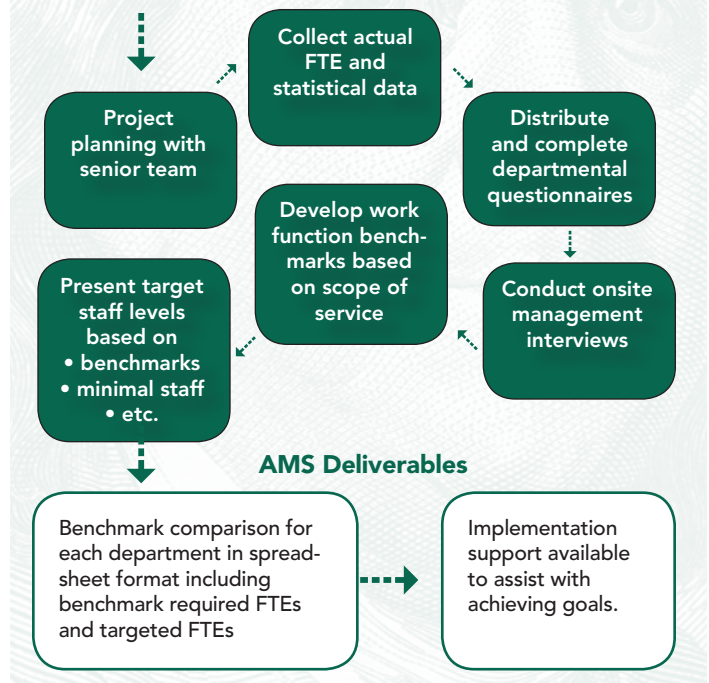 Project
planning with
senior team
Collect actual
FTE and
statistical data
Distribute
and complete
departmental
questionnaires
Conduct onsite
management
interviews
Develop work
function bench-
marks based
on scope of
service
Present target
staff levels
based on
• benchmarks
• minimal staff
• etc.
AMS Deliverables
Benchmark comparison for
each department in spread-
sheet format including
benchmark required FTEs
and targeted FTEs
Implementation
support available
to assist with
achieving goals.